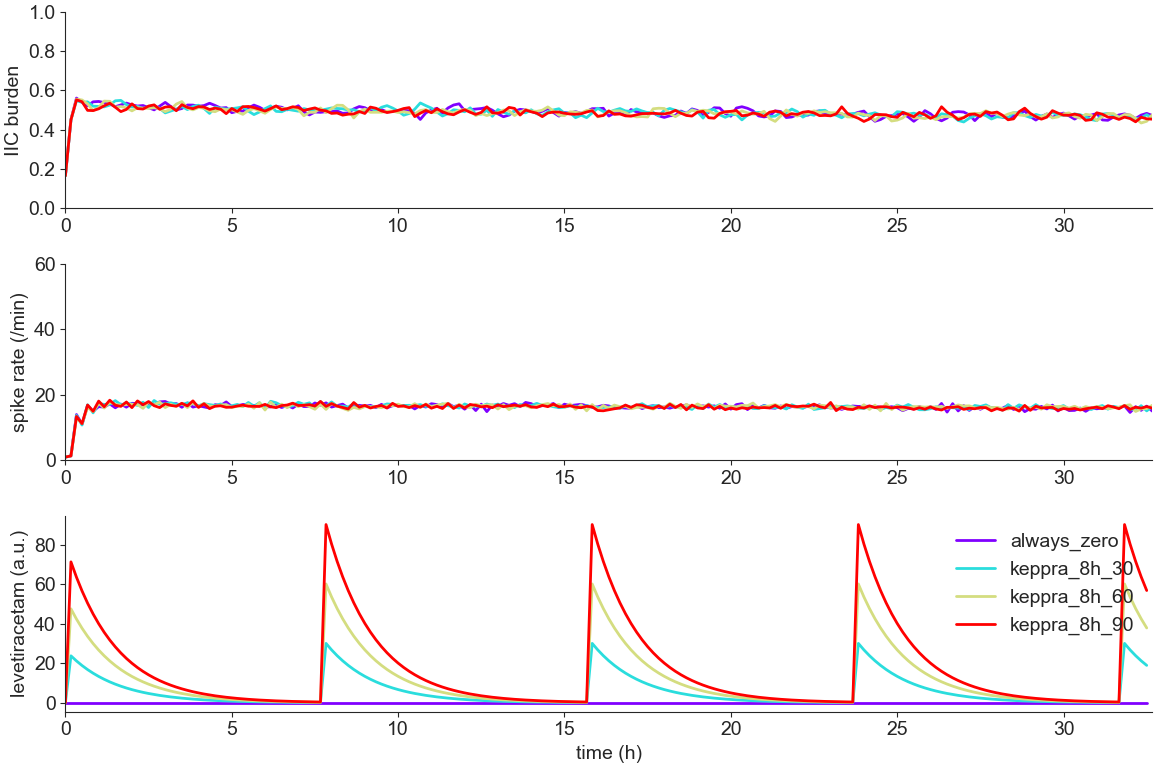 1.0
0.8
0.6
0.4
0.2
0.0
IIC burden
0 5 10 15 20 25 30
60
40
20
0
spike rate (/min)
0 5 10 15 20 25 30
80
60
40
20
0
levetiracetam (a.u.)
always_zero
keppra_8h_30
keppra_8h_60
keppra_8h_90
0 5 10 15 20 25 30
time (h)